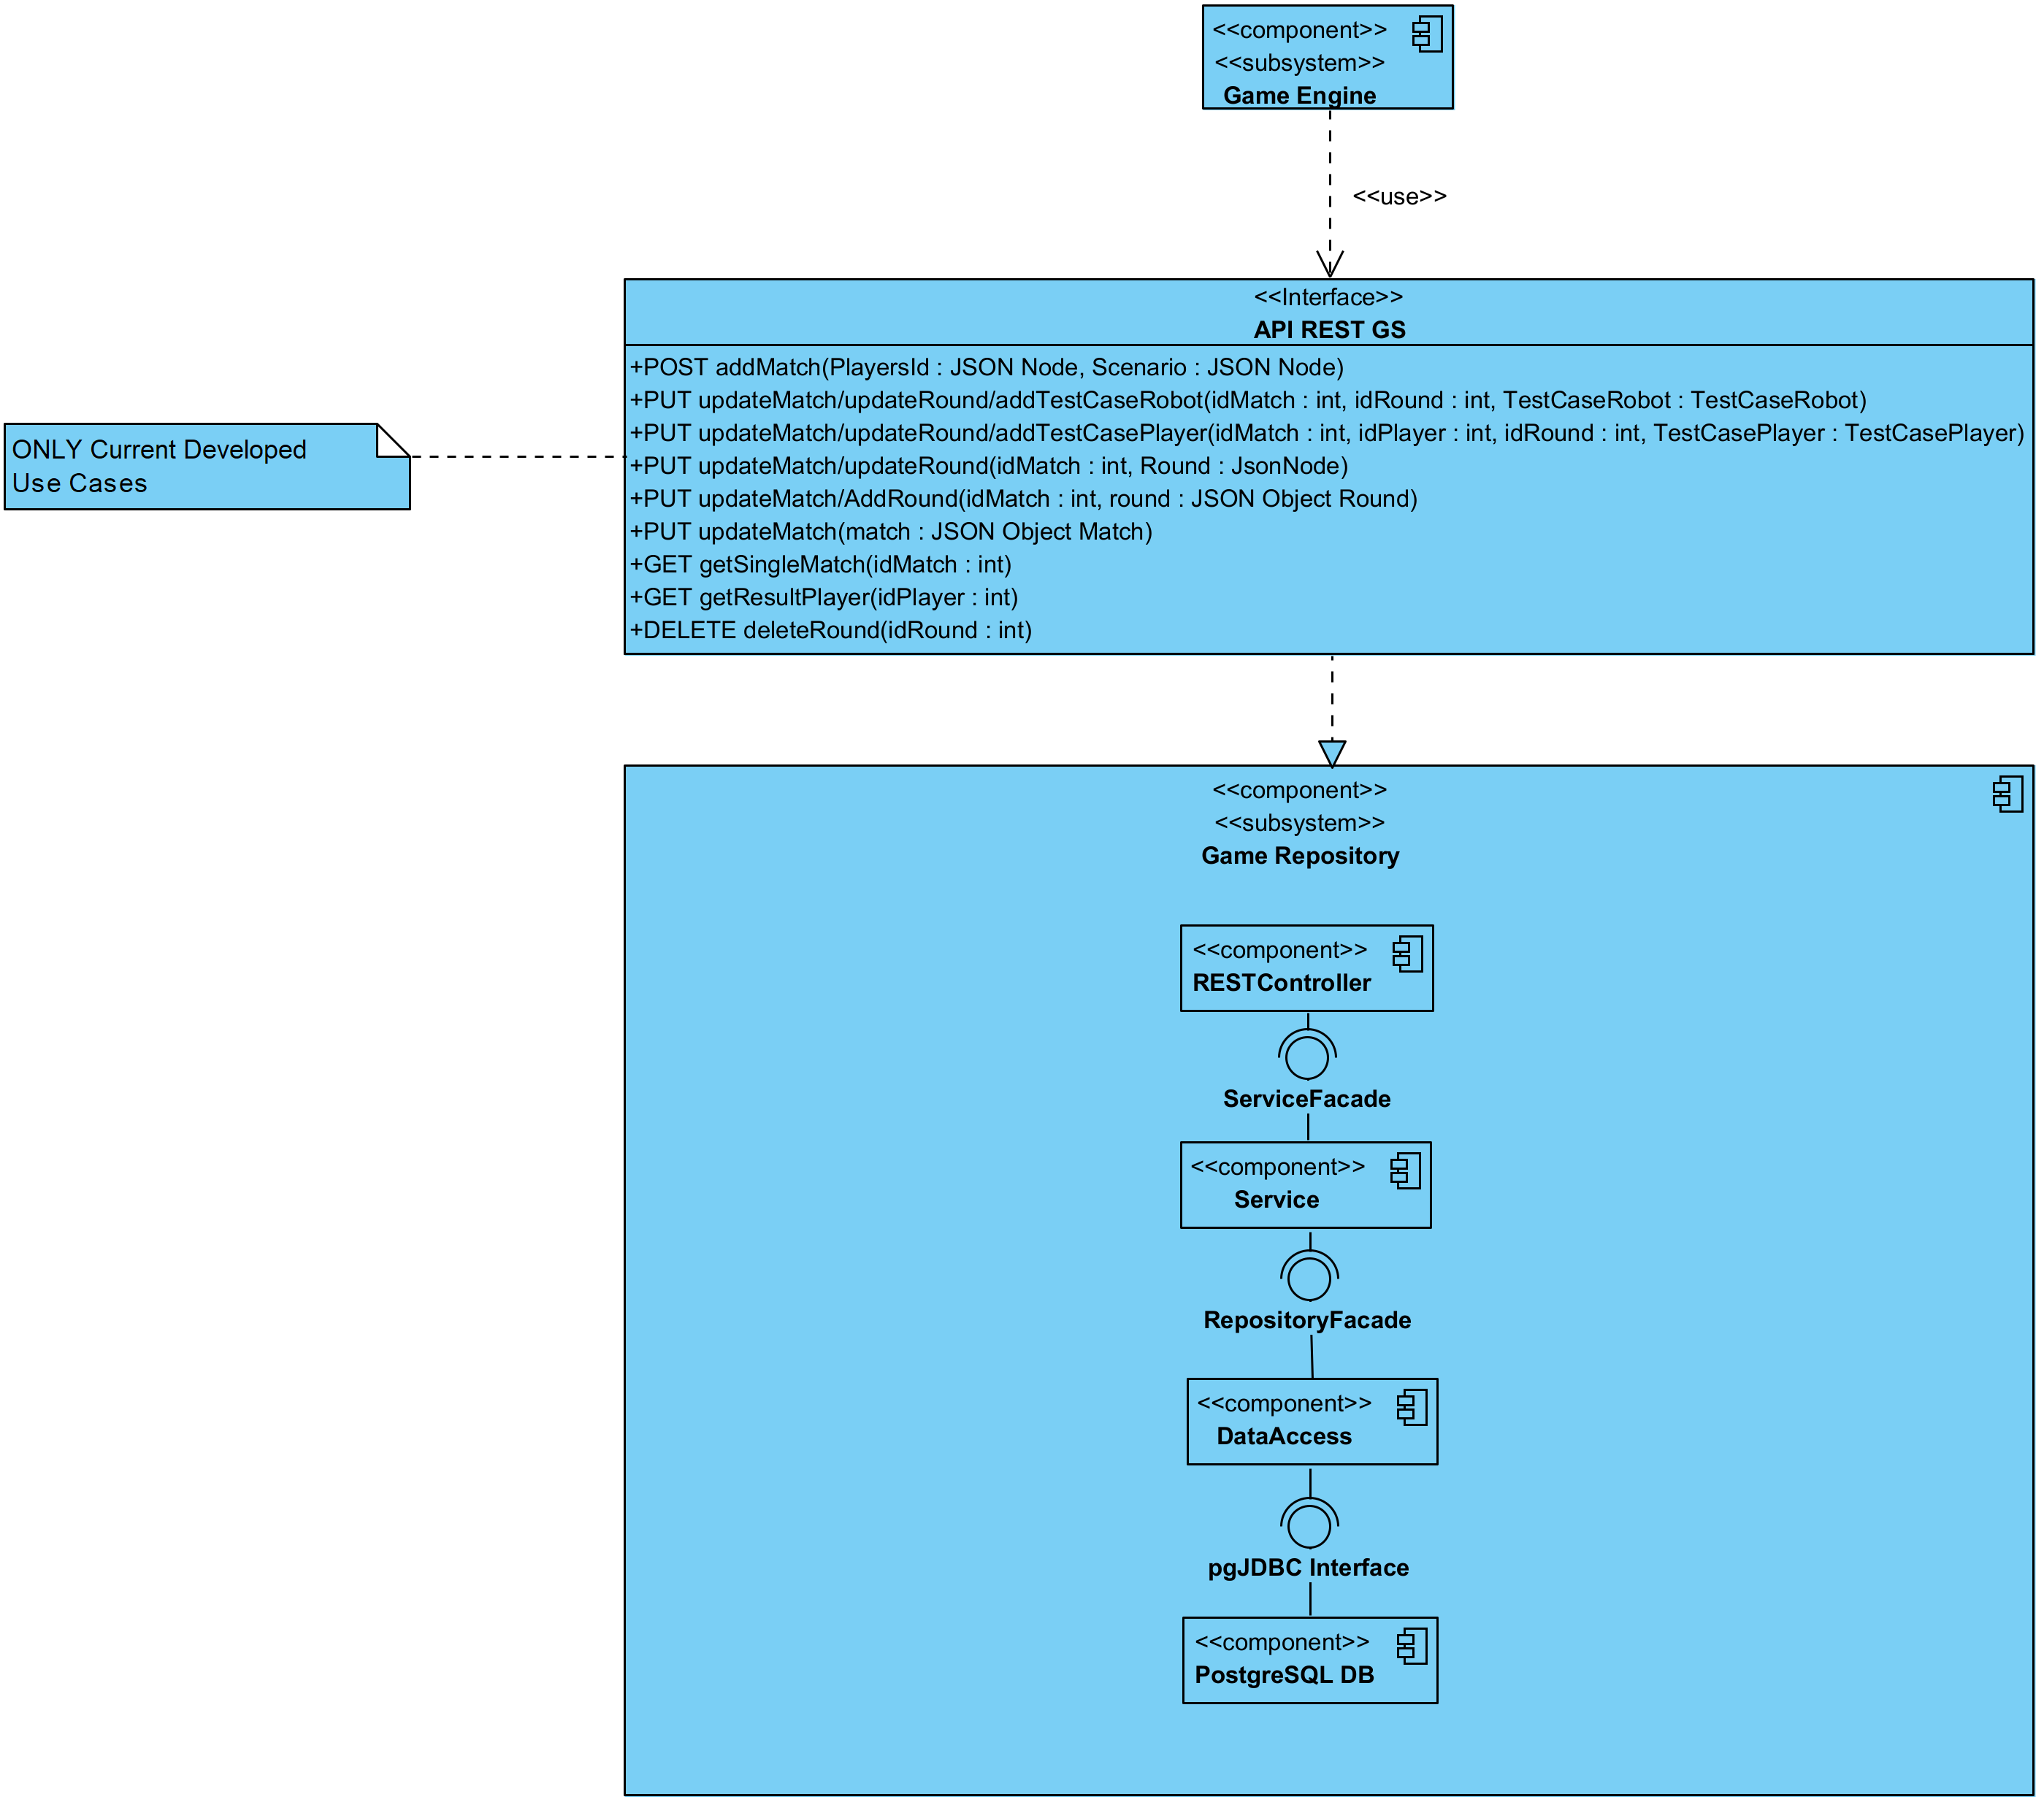 <<component>>
<<subsystem>>
Game Engine
<<use>>
<<Interface>>
API REST GS
+POST addMatch(PlayersId : JSON Node, Scenario : JSON Node)
+PUT updateMatch/updateRound/addTestCaseRobot(idMatch : int, idRound : int, TestCaseRobot : TestCaseRobot)
+PUT updateMatch/updateRound/addTestCasePlayer(idMatch : int, idPlayer : int, idRound : int, TestCasePlayer : TestCasePlayer)
+PUT updateMatch/updateRound(idMatch : int, Round : JsonNode)
+PUT updateMatch/AddRound(idMatch : int, round : JSON Object Round)
+PUT updateMatch(match : JSON Object Match)
+GET getSingleMatch(idMatch : int)
+GET getResultPlayer(idPlayer : int)
+DELETE deleteRound(idRound : int)
ONLY Current Developed
Use Cases
<<component>>
<<subsystem>>
Game Repository
<<component>>
RESTController
ServiceFacade
<<component>>
Service
RepositoryFacade
<<component>>
DataAccess
pgJDBC Interface
<<component>>
PostgreSQL DB